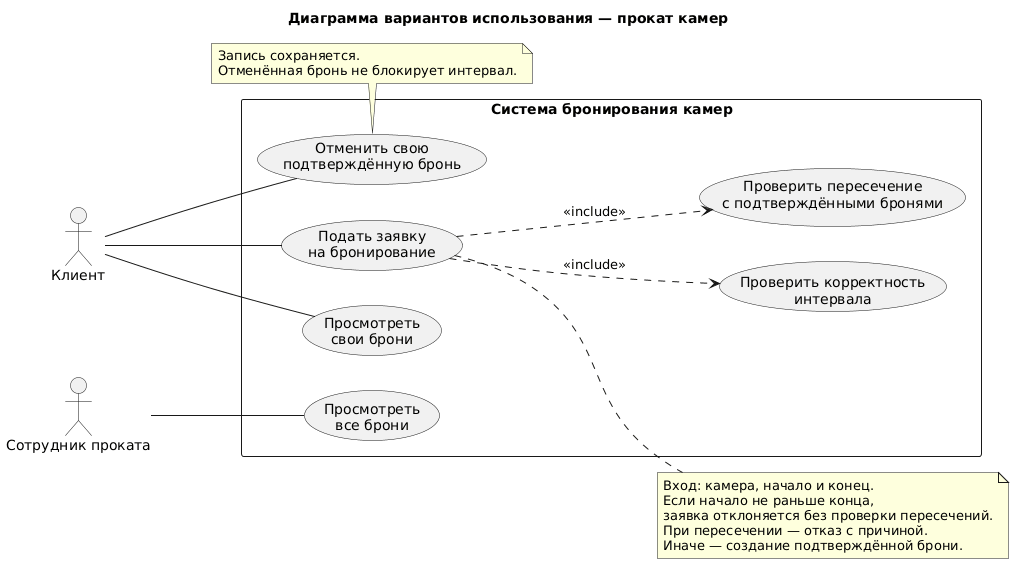 Диаграмма вариантов использования — прокат камер
Запись сохраняется.
Отменённая бронь не блокирует интервал.
Система бронирования камер
Отменить свою
подтверждённую бронь
Проверить пересечение
с подтверждёнными бронями
«include»
Подать заявку
на бронирование
Клиент
«include»
Проверить корректность
интервала
Просмотреть
свои брони
Просмотреть
все брони
Сотрудник проката
Вход: камера, начало и конец.
Если начало не раньше конца,
заявка отклоняется без проверки пересечений.
При пересечении — отказ с причиной.
Иначе — создание подтверждённой брони.